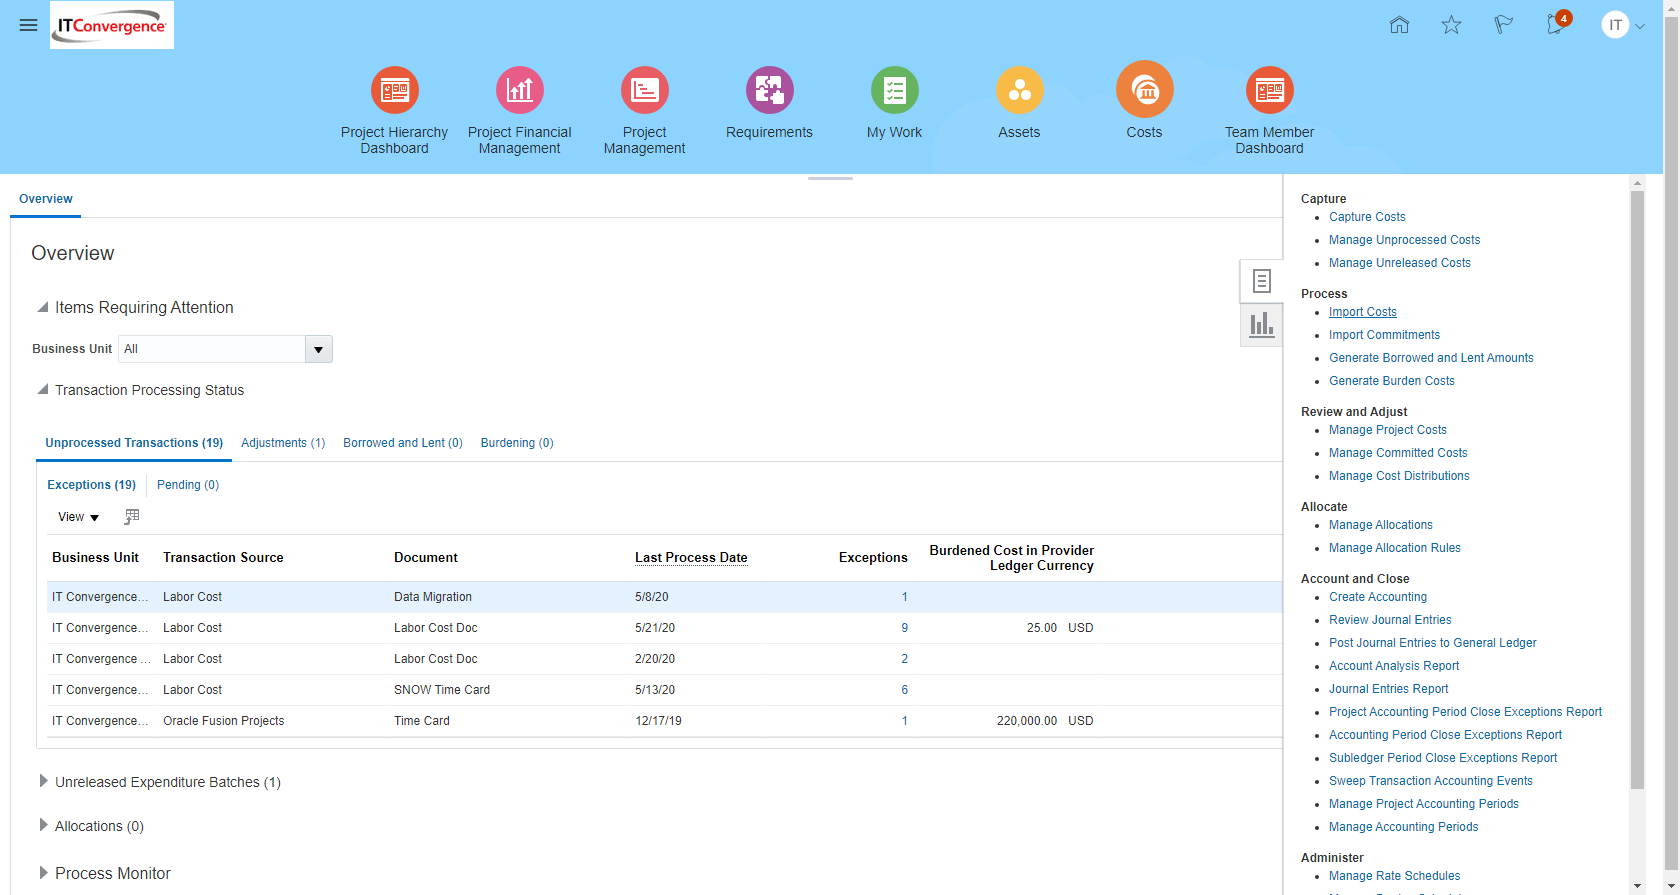 ITConvergence
4
IT
Project Hierarchy
Dashboard
Project Financial
Management
Project
Management
Requirements
My Work
Assets
Costs
Team Member
Dashboard
Overview
Overview
Items Requiring Attention
Business Unit All
Transaction Processing Status
Unprocessed Transactions (19) Adjustments (1) Borrowed and Lent (0) Burdening (0)
Exceptions (19) Pending (0)
View
Business Unit Transaction Source Document Last Process Date Exceptions Burdened Cost in Provider
Ledger Currency
IT Convergence... Labor Cost Data Migration 5/8/20 1
IT Convergence... Labor Cost Labor Cost Doc 5/21/20 9 25.00 USD
IT Convergence ... Labor Cost Labor Cost Doc 2/20/20 2
IT Convergence... Labor Cost SNOW Time Card 5/13/20 6
IT Convergence... Oracle Fusion Projects Time Card 12/17/19 1 220,000.00 USD
Unreleased Expenditure Batches (1)
Allocations (0)
Process Monitor
Capture
Capture Costs
Manage Unprocessed Costs
Manage Unreleased Costs
Process
Import Costs
Import Commitments
Generate Borrowed and Lent Amounts
Generate Burden Costs
Review and Adjust
Manage Project Costs
Manage Committed Costs
Manage Cost Distributions
Allocate
Manage Allocations
Manage Allocation Rules
Account and Close
Create Accounting
Review Journal Entries
Post Journal Entries to General Ledger
Account Analysis Report
Journal Entries Report
Project Accounting Period Close Exceptions Report
Accounting Period Close Exceptions Report
Subledger Period Close Exceptions Report
Sweep Transaction Accounting Events
Manage Project Accounting Periods
Manage Accounting Periods
Administer
Manage Rate Schedules